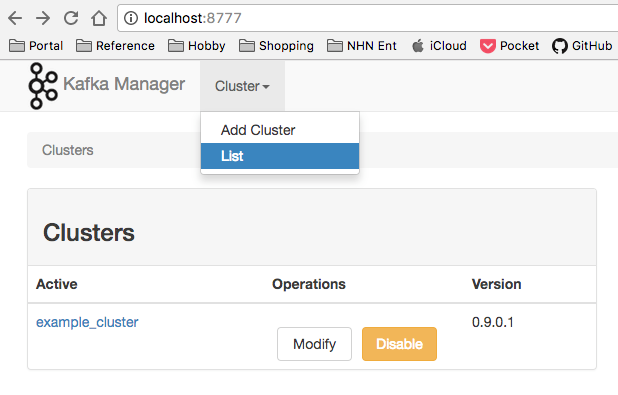 localhost:8777
Portal Reference Hobby Shopping NHN Ent iCloud Pocket GitHub
Kafka Manager Cluster
Add Cluster
List
Clusters
Clusters
Active Operations Version
example_cluster 0.9.0.1
Modify Disable